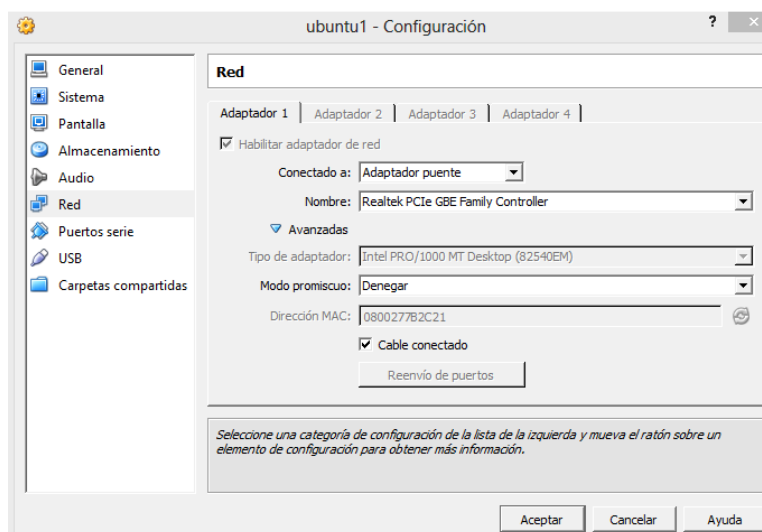 ubuntu1 - Configuración
?
General
Sistema
Pantalla
Almacenamiento
Audio
Red
Puertos serie
USB
Carpetas compartidas
Red
Adaptador 1 Adaptador 2 Adaptador 3 Adaptador 4
Habilitar adaptador de red
Conectado a: Adaptador puente
Nombre: Realtek PCIe GBE Family Controller
Avanzadas
Tipo de adaptador: Intel PRO/1000 MT Desktop (82540EM)
Modo promiscuo: Denegar
Dirección MAC: 0800277B2C21
Cable conectado
Reenvío de puertos
Seleccione una categoría de configuración de la lista de la izquierda y mueva el ratón sobre un
elemento de configuración para obtener más información.
Aceptar Cancelar Ayuda